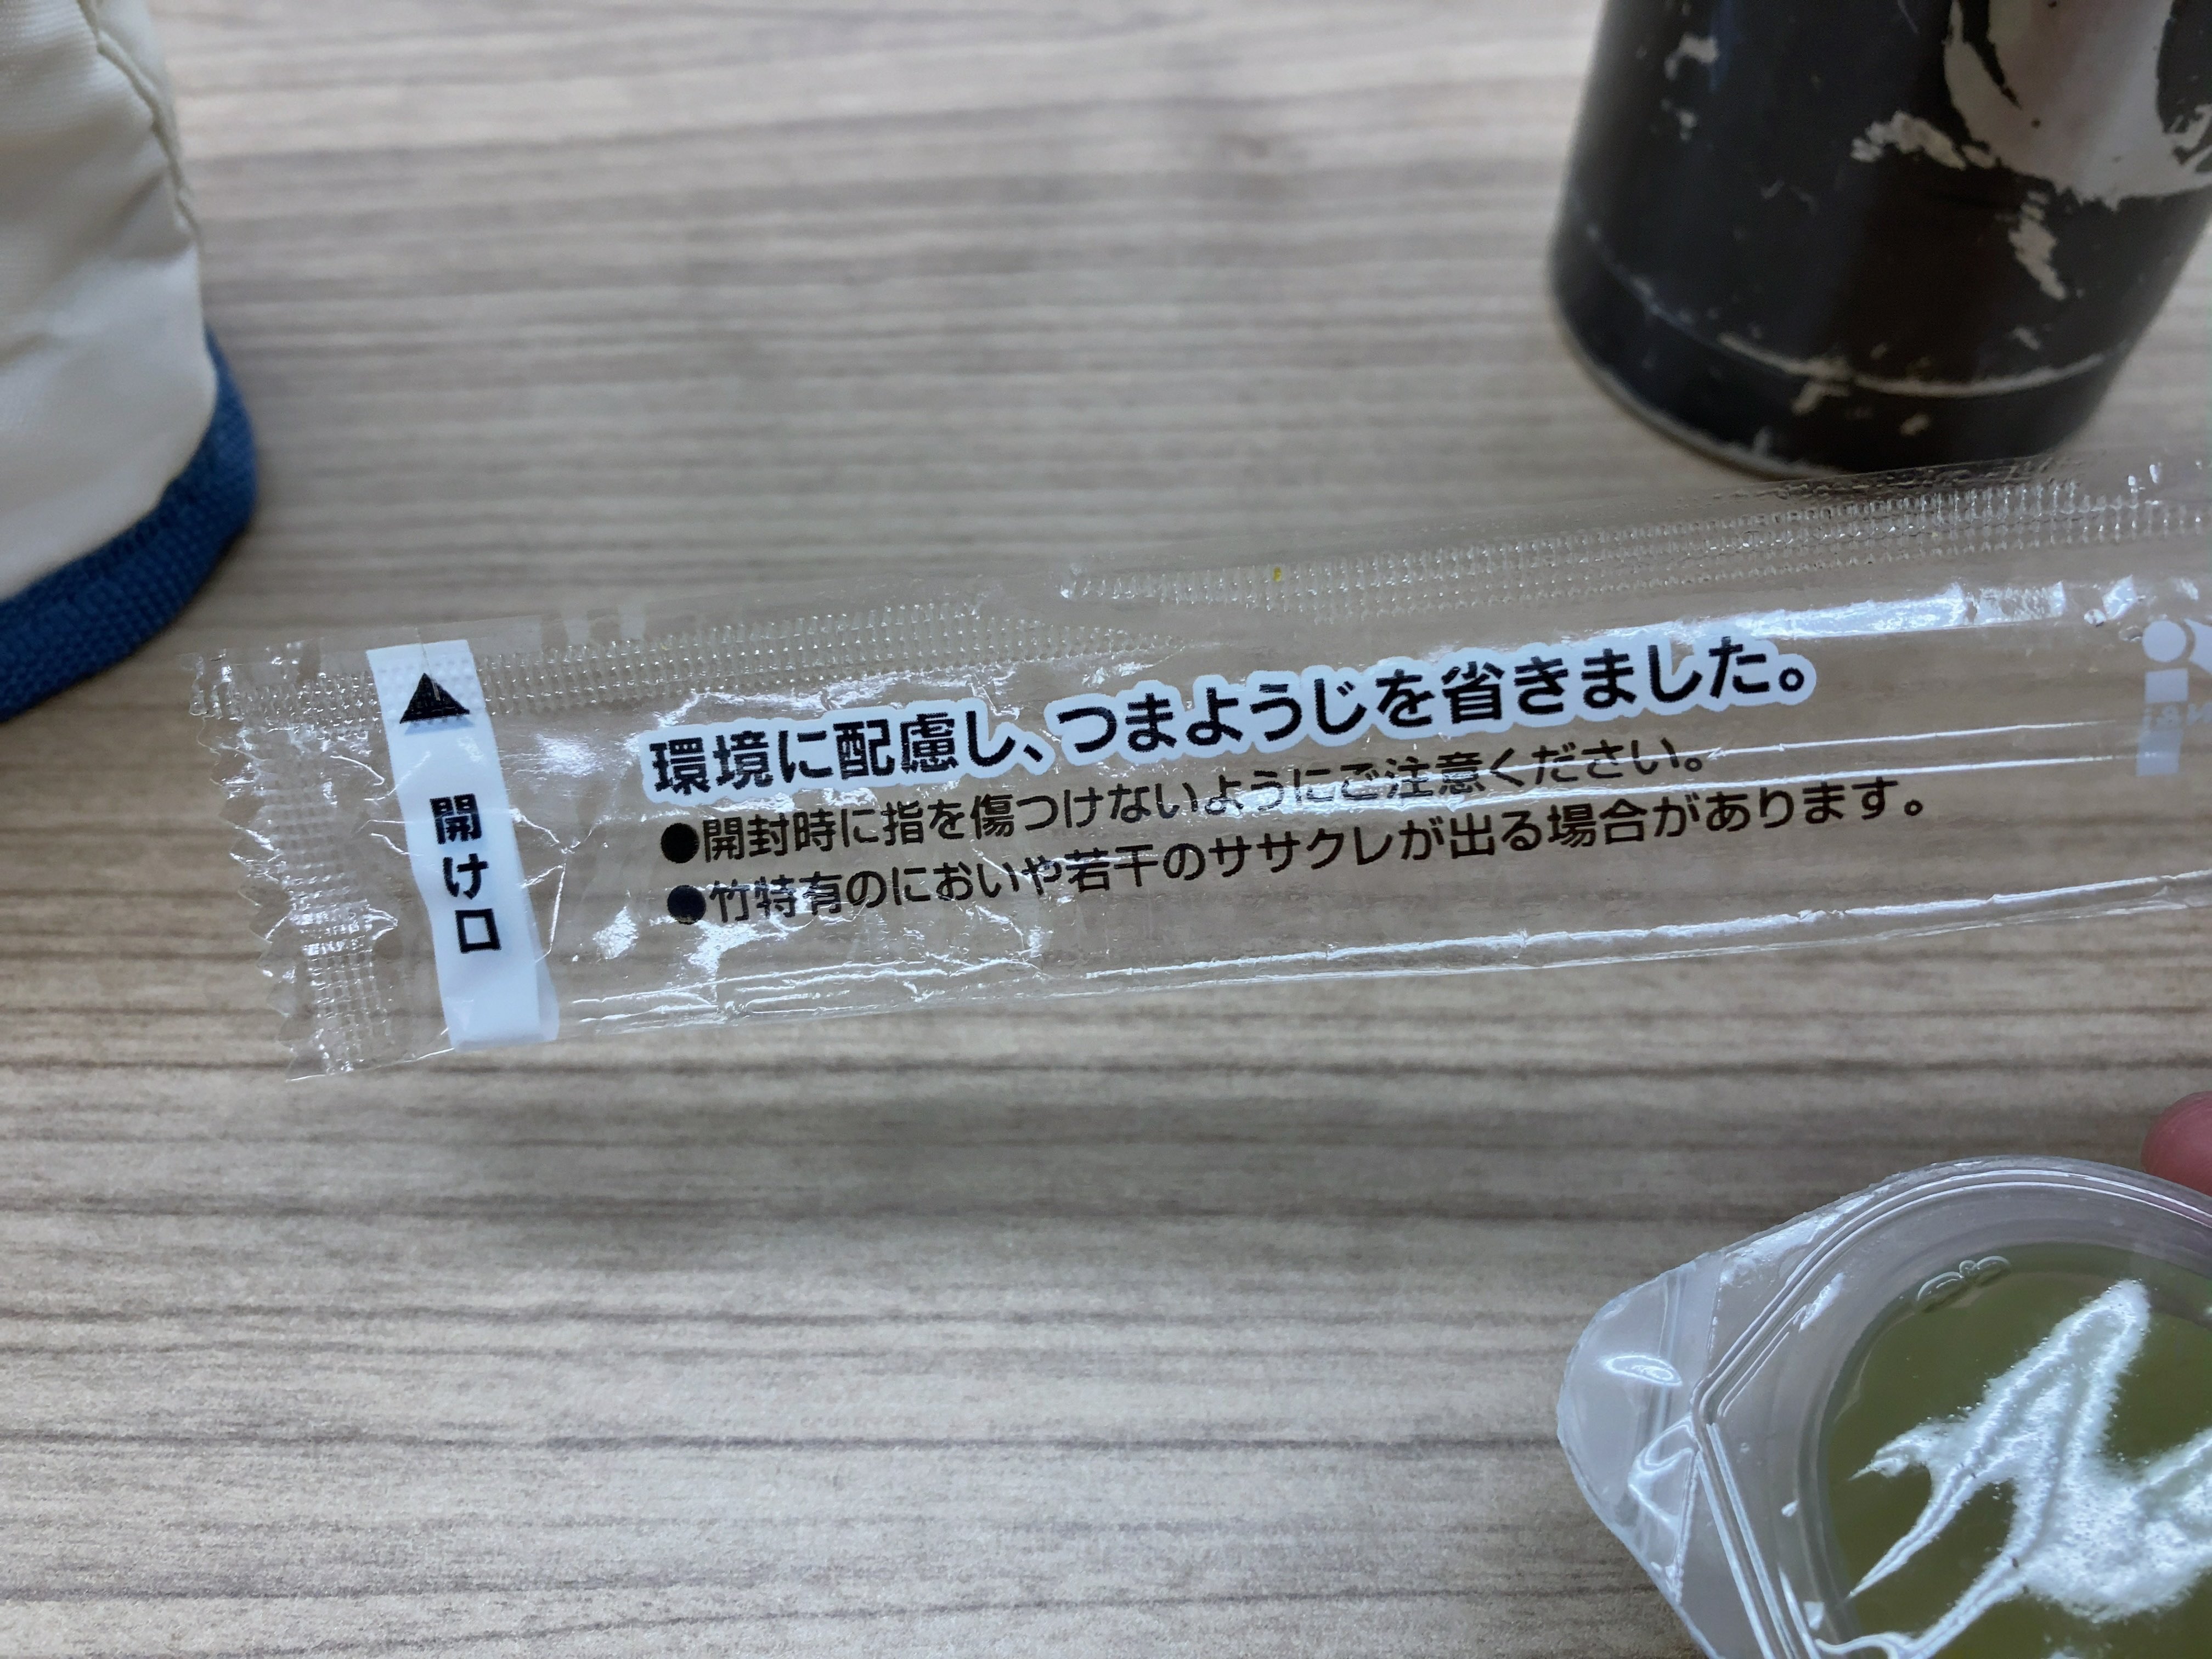 ▲開け口
環境に配慮し、つまようじを省きました。
●開封時に指を傷つけないようにご注意ください。
●竹特有のにおいや若干のササクレが出る場合があります。